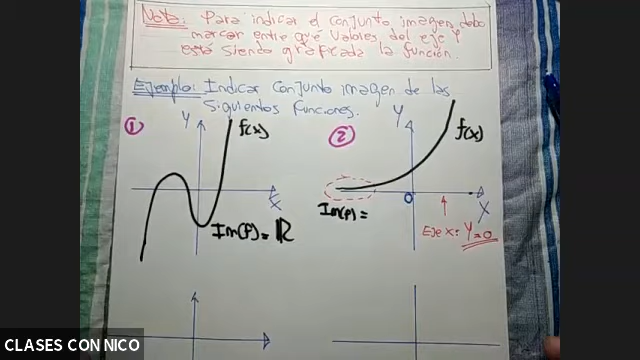 Nota: Para indicar el conjunto imagen debo
marcar entre qué valores del eje Y
está siendo graficada la función.
Ejemplo: Indicar conjunto imagen de las
siguientes funciones.
①
Y
f(x)
X
Im(f) = ℝ
②
Y
f(x)
0
X
Im(f) =
Eje X: Y=0
CLASES CON NICO